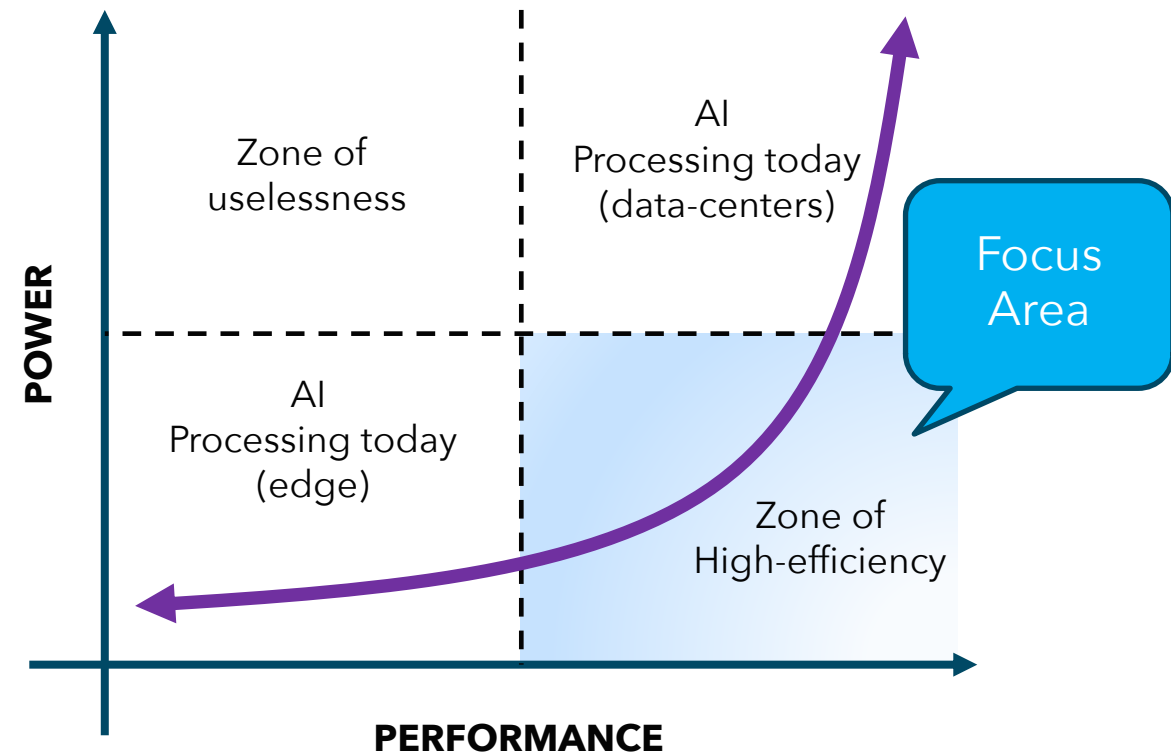 AI
Processing today
(data-centers)
Zone of
uselessness
Focus
Area
POWER
AI
Processing today
(edge)
Zone of
High-efficiency
PERFORMANCE